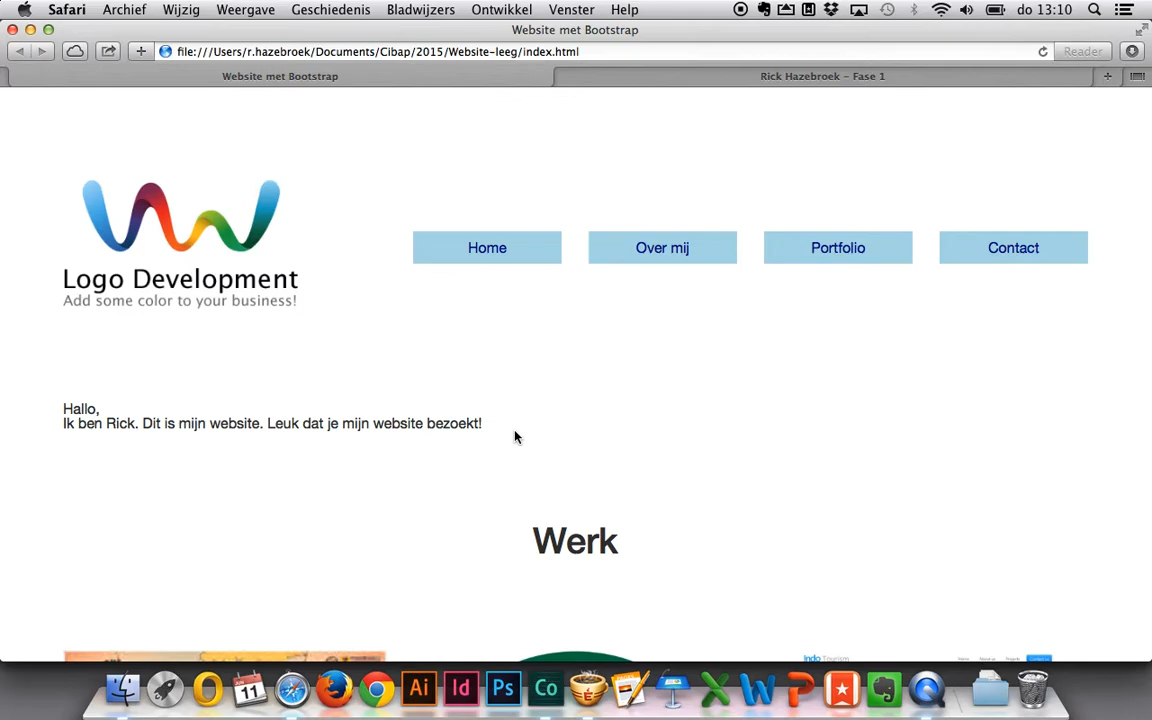 Safari Archief Wijzig Weergave Geschiedenis Bladwijzers Ontwikkel Venster Help do 13:10
Website met Bootstrap
file:///Users/r.hazebroek/Documents/Cibap/2015/Website-leeg/index.html Reader
Website met Bootstrap Rick Hazebroek – Fase 1
Home Over mij Portfolio Contact
Logo Development
Add some color to your business!
Hallo,
Ik ben Rick. Dit is mijn website. Leuk dat je mijn website bezoekt!
Werk
Indo Tourism
11 Ai Id Ps Co